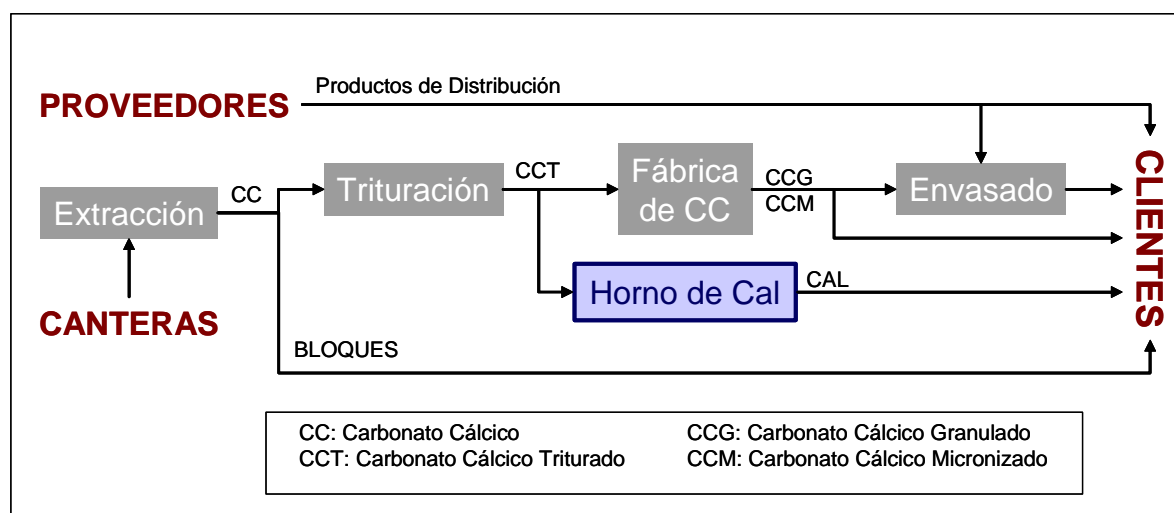 Productos de Distribución
PROVEEDORES
CC
Extracción
Trituración
CCT
Fábrica
de CC
CCG
CCM
Envasado
CLIENTES
Horno de Cal
CAL
CANTERAS
BLOQUES
CC: Carbonato Cálcico
CCT: Carbonato Cálcico Triturado
CCG: Carbonato Cálcico Granulado
CCM: Carbonato Cálcico Micronizado